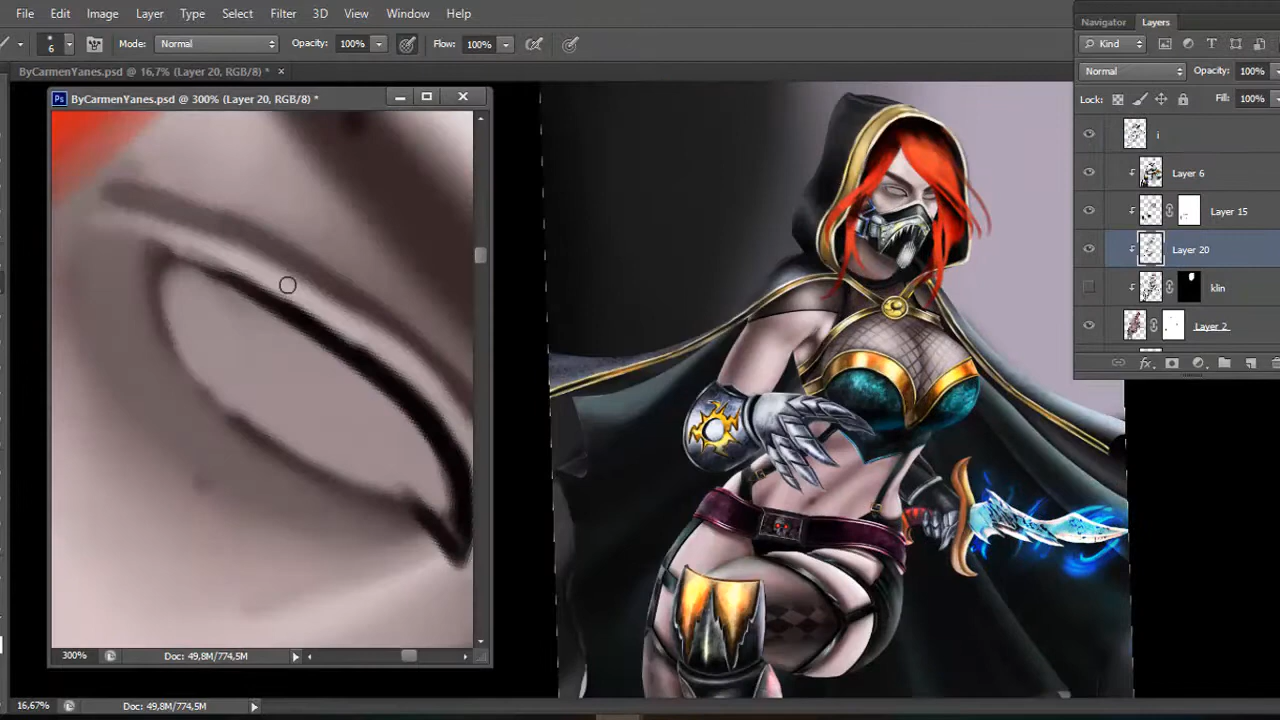 File Edit Image Layer Type Select Filter 3D View Window Help
6 Mode: Normal Opacity: 100% Flow: 100%
ByCarmenYanes.psd @ 16,7% (Layer 20, RGB/8) * ×
Ps ByCarmenYanes.psd @ 300% (Layer 20, RGB/8) *
300% Doc: 49,8M/774,5M
16,67% Doc: 49,8M/774,5M
Navigator Layers
Kind
Normal Opacity: 100%
Lock: Fill: 100%
i
Layer 6
Layer 15
Layer 20
klin
Layer 2
fx